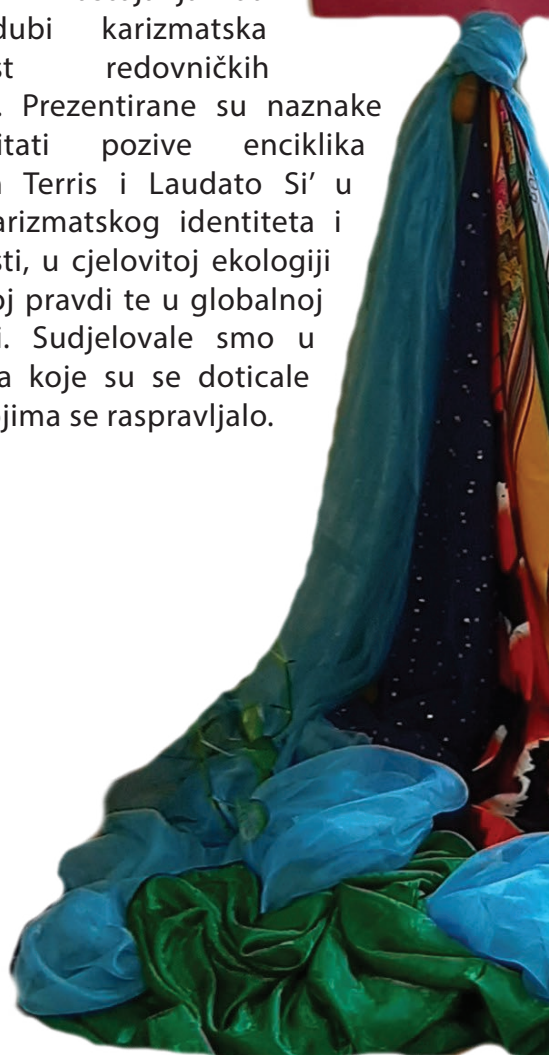 dubi karizmatska
st redovničkih
. Prezentirane su naznake
itati pozive enciklika
Terris i Laudato Si’ u
arizmatskog identiteta i
sti, u cjelovitoj ekologiji
oj pravdi te u globalnoj
i. Sudjelovale smo u
a koje su se doticale
ojima se raspravljalo.